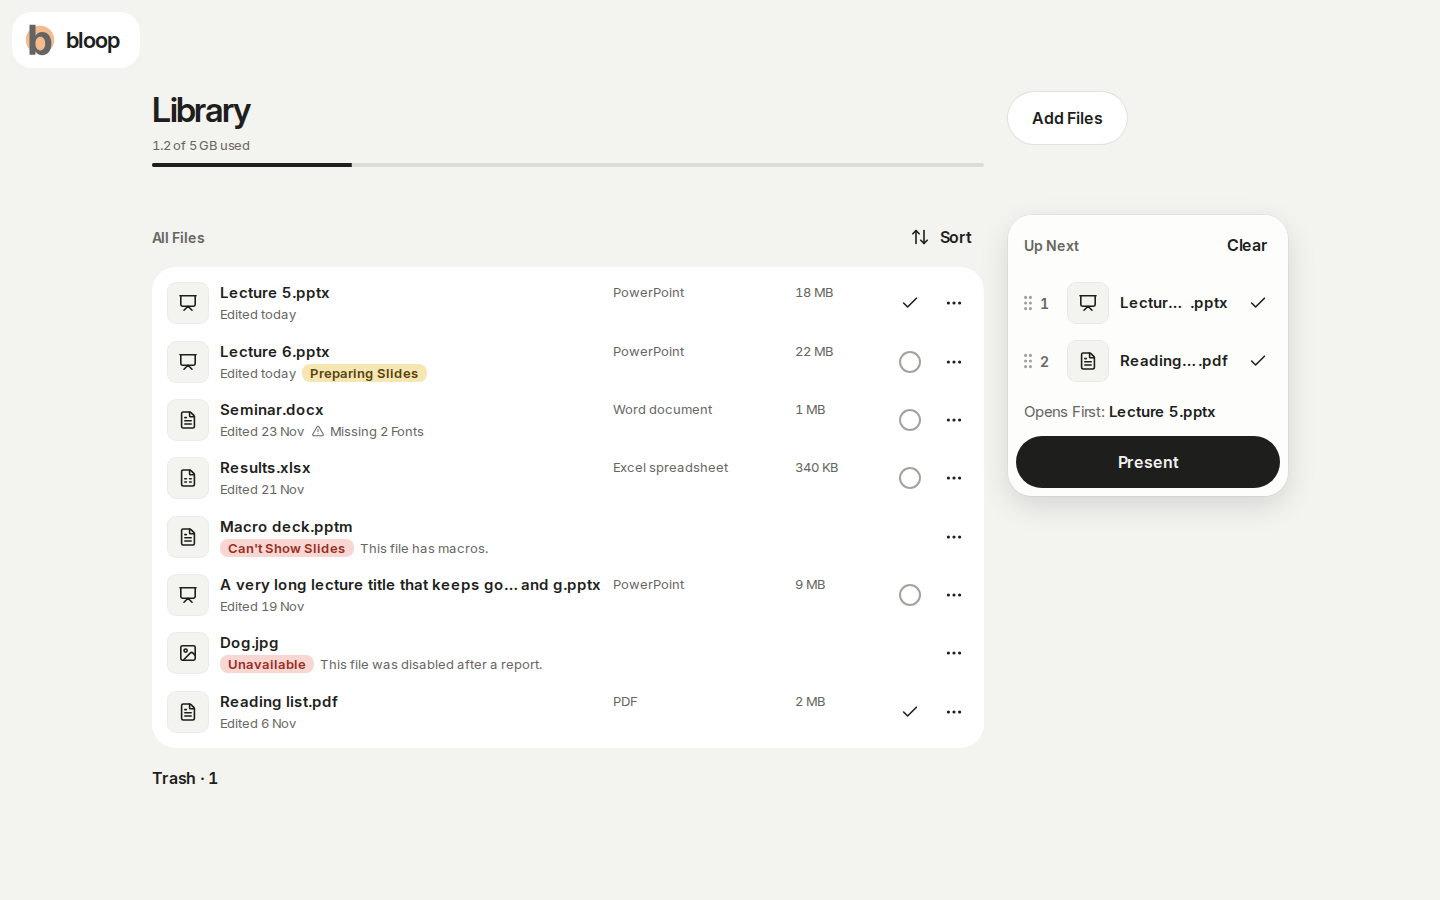 b bloop
Library
1.2 of 5 GB used
Add Files
All Files
Sort
Lecture 5.pptx PowerPoint 18 MB
Edited today
Lecture 6.pptx PowerPoint 22 MB
Edited today Preparing Slides
Seminar.docx Word document 1 MB
Edited 23 Nov Missing 2 Fonts
Results.xlsx Excel spreadsheet 340 KB
Edited 21 Nov
Macro deck.pptm
Can't Show Slides This file has macros.
A very long lecture title that keeps go… and g.pptx PowerPoint 9 MB
Edited 19 Nov
Dog.jpg
Unavailable This file was disabled after a report.
Reading list.pdf PDF 2 MB
Edited 6 Nov
Trash · 1
Up Next
Clear
1 Lectur… .pptx
2 Reading….pdf
Opens First: Lecture 5.pptx
Present